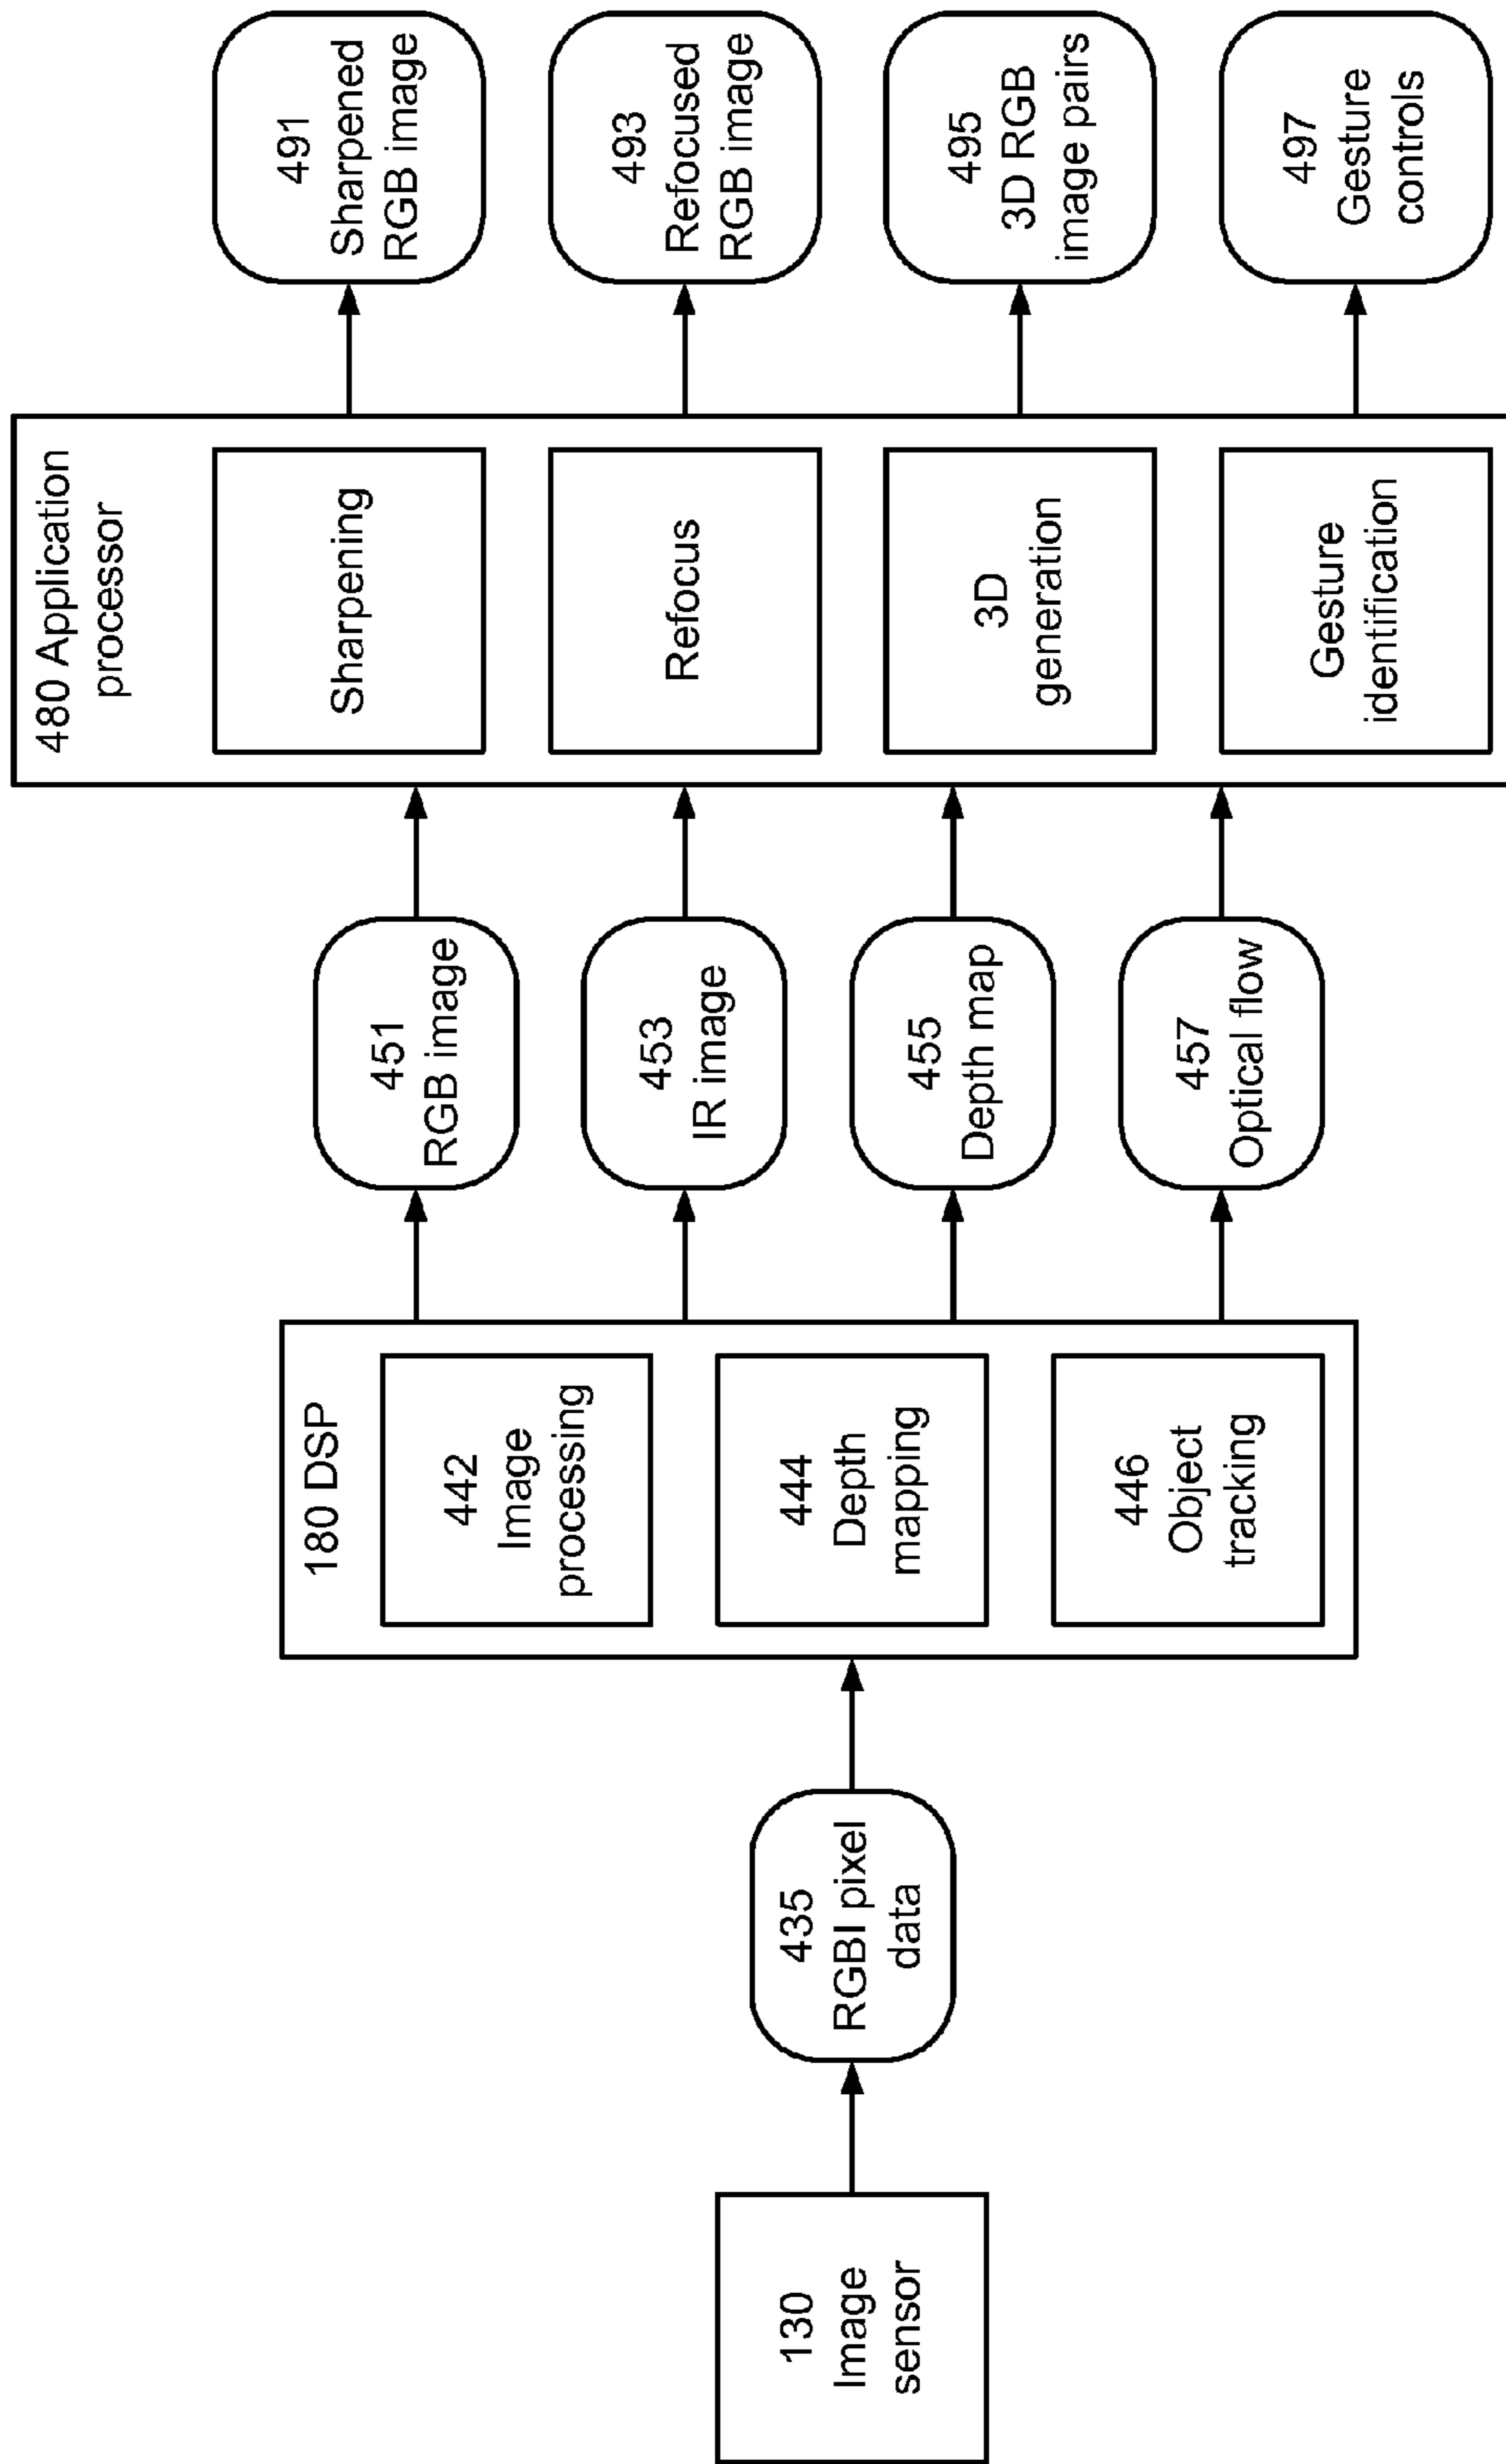 130
Image
sensor
435
RGBI pixel
data
180 DSP
442
Image
processing
444
Depth
mapping
446
Object
tracking
451
RGB image
453
IR image
455
Depth map
457
Optical flow
480 Application
processor
Sharpening
Refocus
3D
generation
Gesture
identification
491
Sharpened
RGB image
493
Refocused
RGB image
495
3D RGB
image pairs
497
Gesture
controls